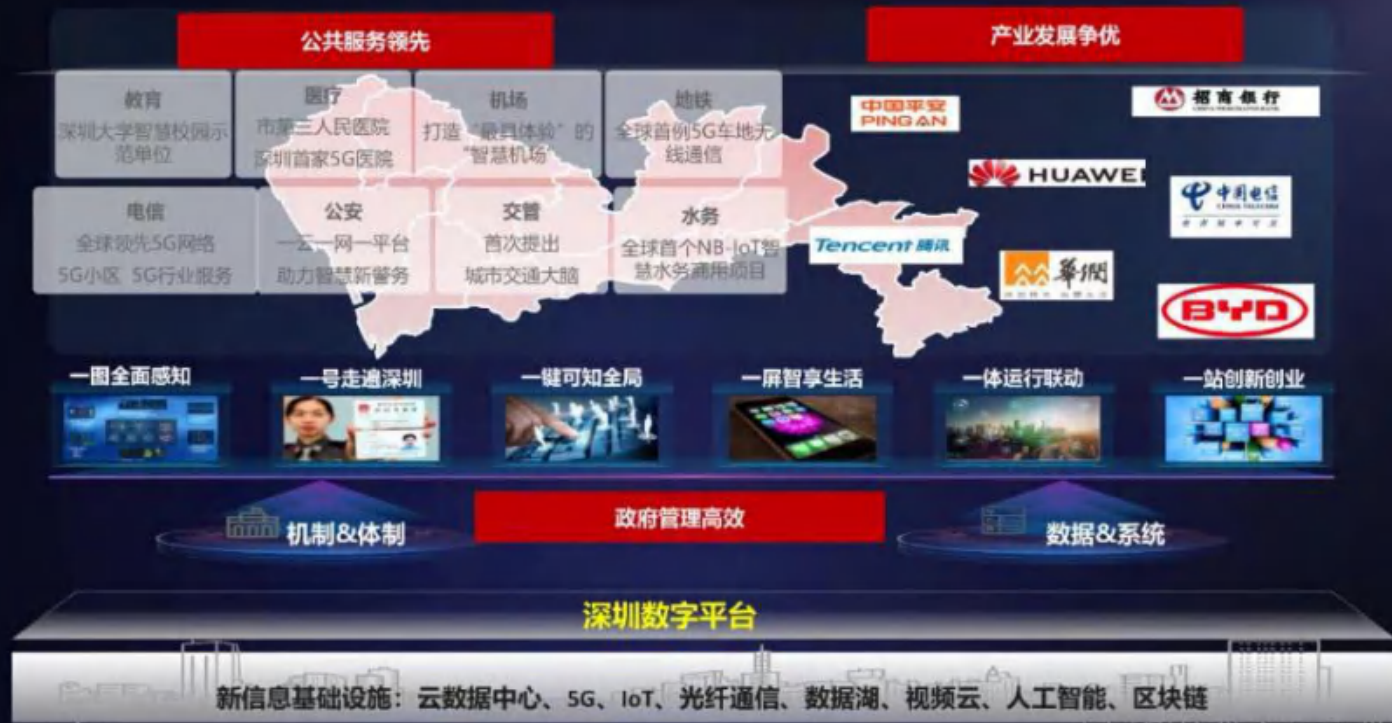 公共服务领先
产业发展争优
教育
深圳大学智慧校园示
范单位
医疗
市第三人民医院
深圳首家5G医院
机场
打造“最具体验”的
“智慧机场”
地铁
全球首例5G车地无
线通信
电信
全球领先5G网络
5G小区 5G行业服务
公安
一云一网一平台
助力智慧新警务
交管
首次提出
城市交通大脑
水务
全球首个NB-IoT智
慧水务商用项目
中国平安
PING AN
招商银行
CHINA MERCHANTS BANK
HUAWEI
中国电信
CHINA TELECOM
Tencent 腾讯
華潤
BYD
一图全面感知
一号走遍深圳
一键可知全局
一屏智享生活
一体运行联动
一站创新创业
机制&体制
政府管理高效
数据&系统
深圳数字平台
新信息基础设施：云数据中心、5G、IoT、光纤通信、数据湖、视频云、人工智能、区块链